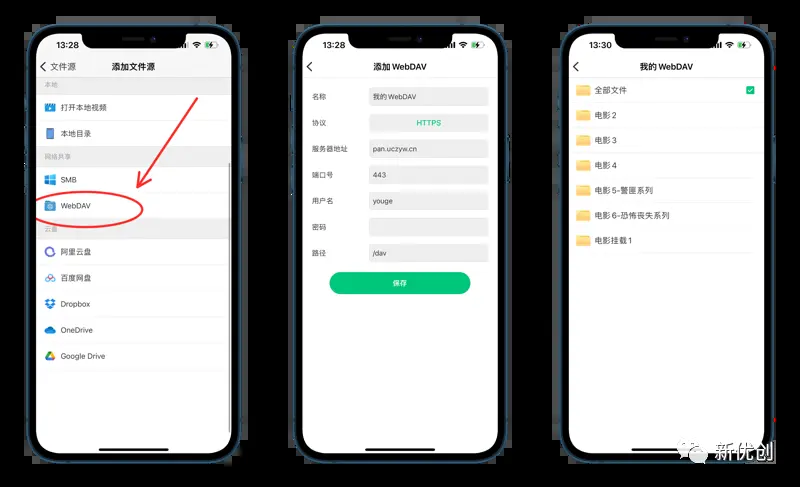 13:28
文件源
添加文件源
本地
打开本地视频
本地目录
网络共享
SMB
WebDAV
云盘
阿里云盘
百度网盘
Dropbox
OneDrive
Google Drive
13:28
添加 WebDAV
名称 我的 WebDAV
协议 HTTPS
服务器地址 pan.uczyw.cn
端口号 443
用户名 youge
密码
路径 /dav
保存
13:30
我的 WebDAV
全部文件
电影 2
电影 3
电影 4
电影 5-警匪系列
电影 6-恐怖丧失系列
电影挂载 1
新优创